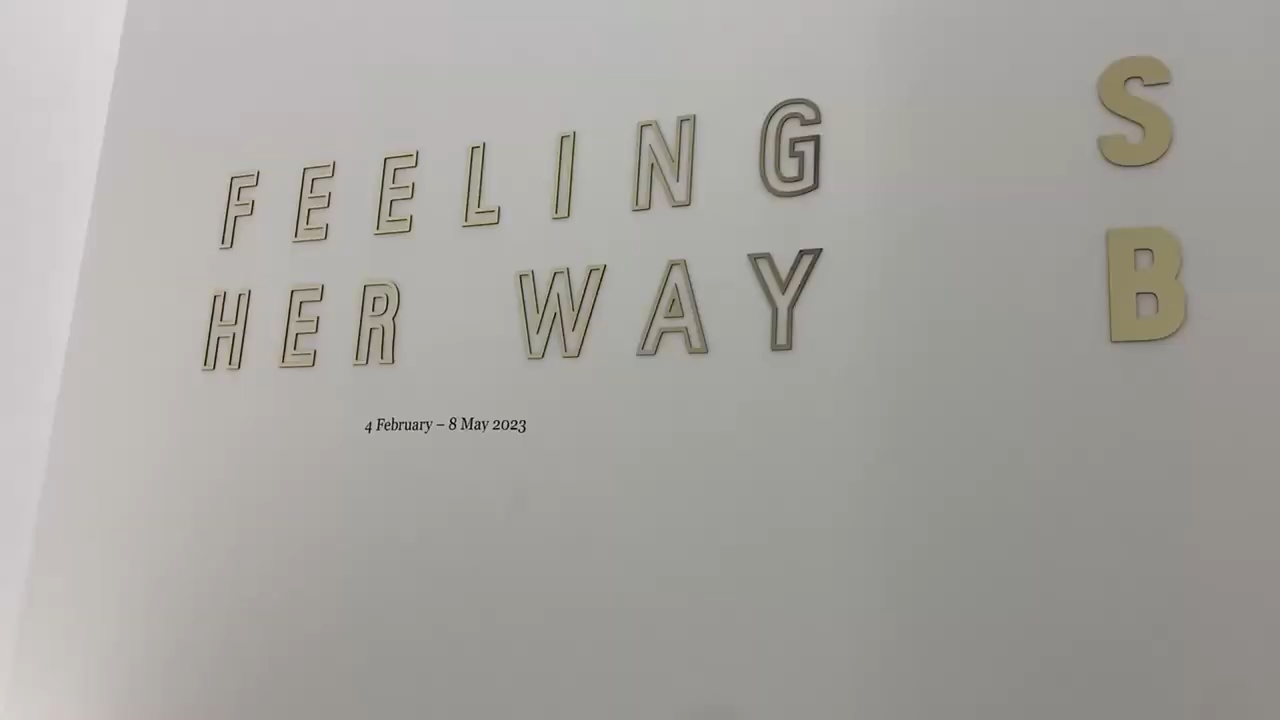 FEELING
HER WAY
4 February – 8 May 2023
S
B